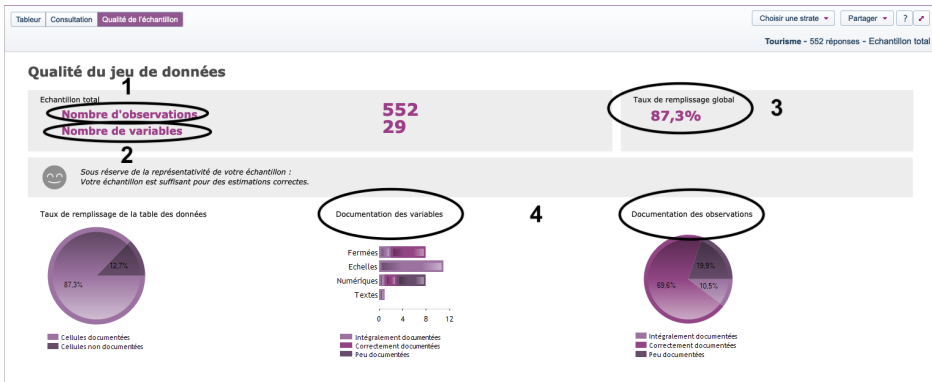 Tableur Consultation Qualité de l'échantillon
Choisir une strate Partager ?
Tourisme - 552 réponses - Echantillon total
Qualité du jeu de données
1
Echantillon total
Nombre d'observations 552
Nombre de variables 29
2
Taux de remplissage global
87,3%
3
Sous réserve de la représentativité de votre échantillon :
Votre échantillon est suffisant pour des estimations correctes.
Taux de remplissage de la table des données
12,7%
87,3%
Cellules documentées
Cellules non documentées
Documentation des variables
4
Fermées
Echelles
Numériques
Textes
0 4 8 12
Intégralement documentées
Correctement documentées
Peu documentées
Documentation des observations
19,9%
69,6%
10,5%
Intégralement documentées
Correctement documentées
Peu documentées